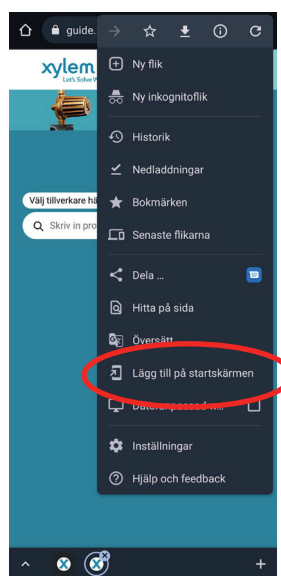 guide.
xylem
Let's Solve W
Välj tillverkare hä
Skriv in pro
Ny flik
Ny inkognitoflik
Historik
Nedladdningar
Bokmärken
Senaste flikarna
Dela ...
Hitta på sida
Översätt
Lägg till på startskärmen
Inställningar
Hjälp och feedback